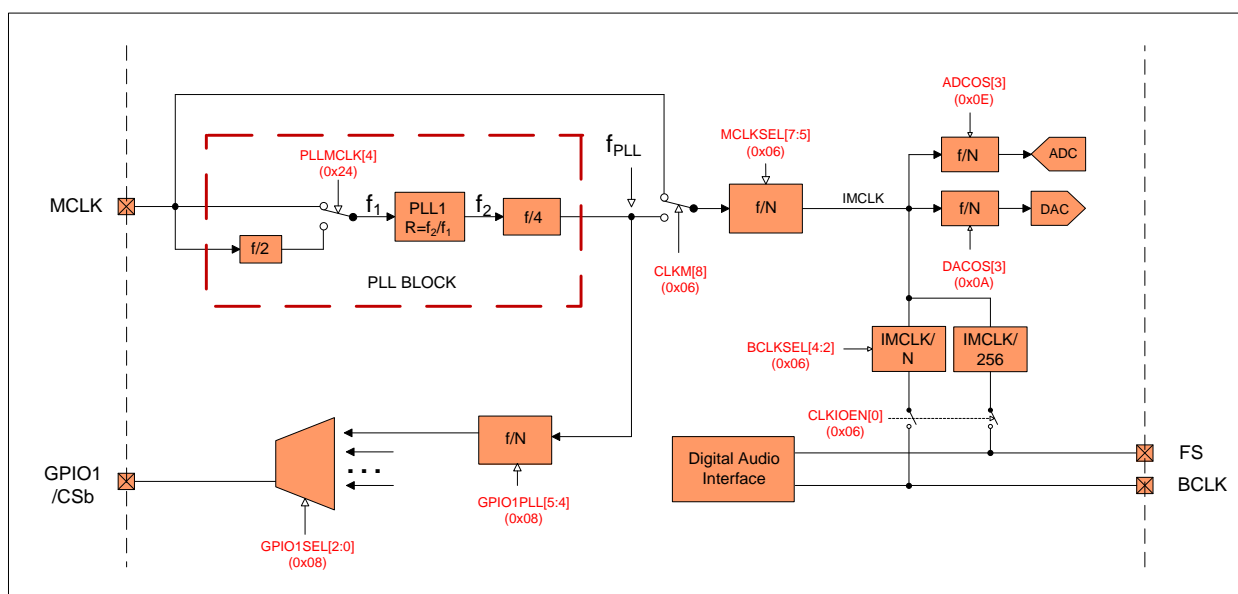 ADCOS[3]
(0x0E)
f/N
ADC
MCLKSEL[7:5]
(0x06)
f/N
IMCLK
f/N
DAC
DACOS[3]
(0x0A)
fPLL
PLLMCLK[4]
(0x24)
MCLK
f1
PLL1
R=f2/f1
f2
f/4
f/2
PLL BLOCK
CLKM[8]
(0x06)
BCLKSEL[4:2]
(0x06)
IMCLK/
N
IMCLK/
256
CLKIOEN[0]
(0x06)
GPIO1
/CSb
f/N
...
GPIO1PLL[5:4]
(0x08)
GPIO1SEL[2:0]
(0x08)
Digital Audio
Interface
FS
BCLK